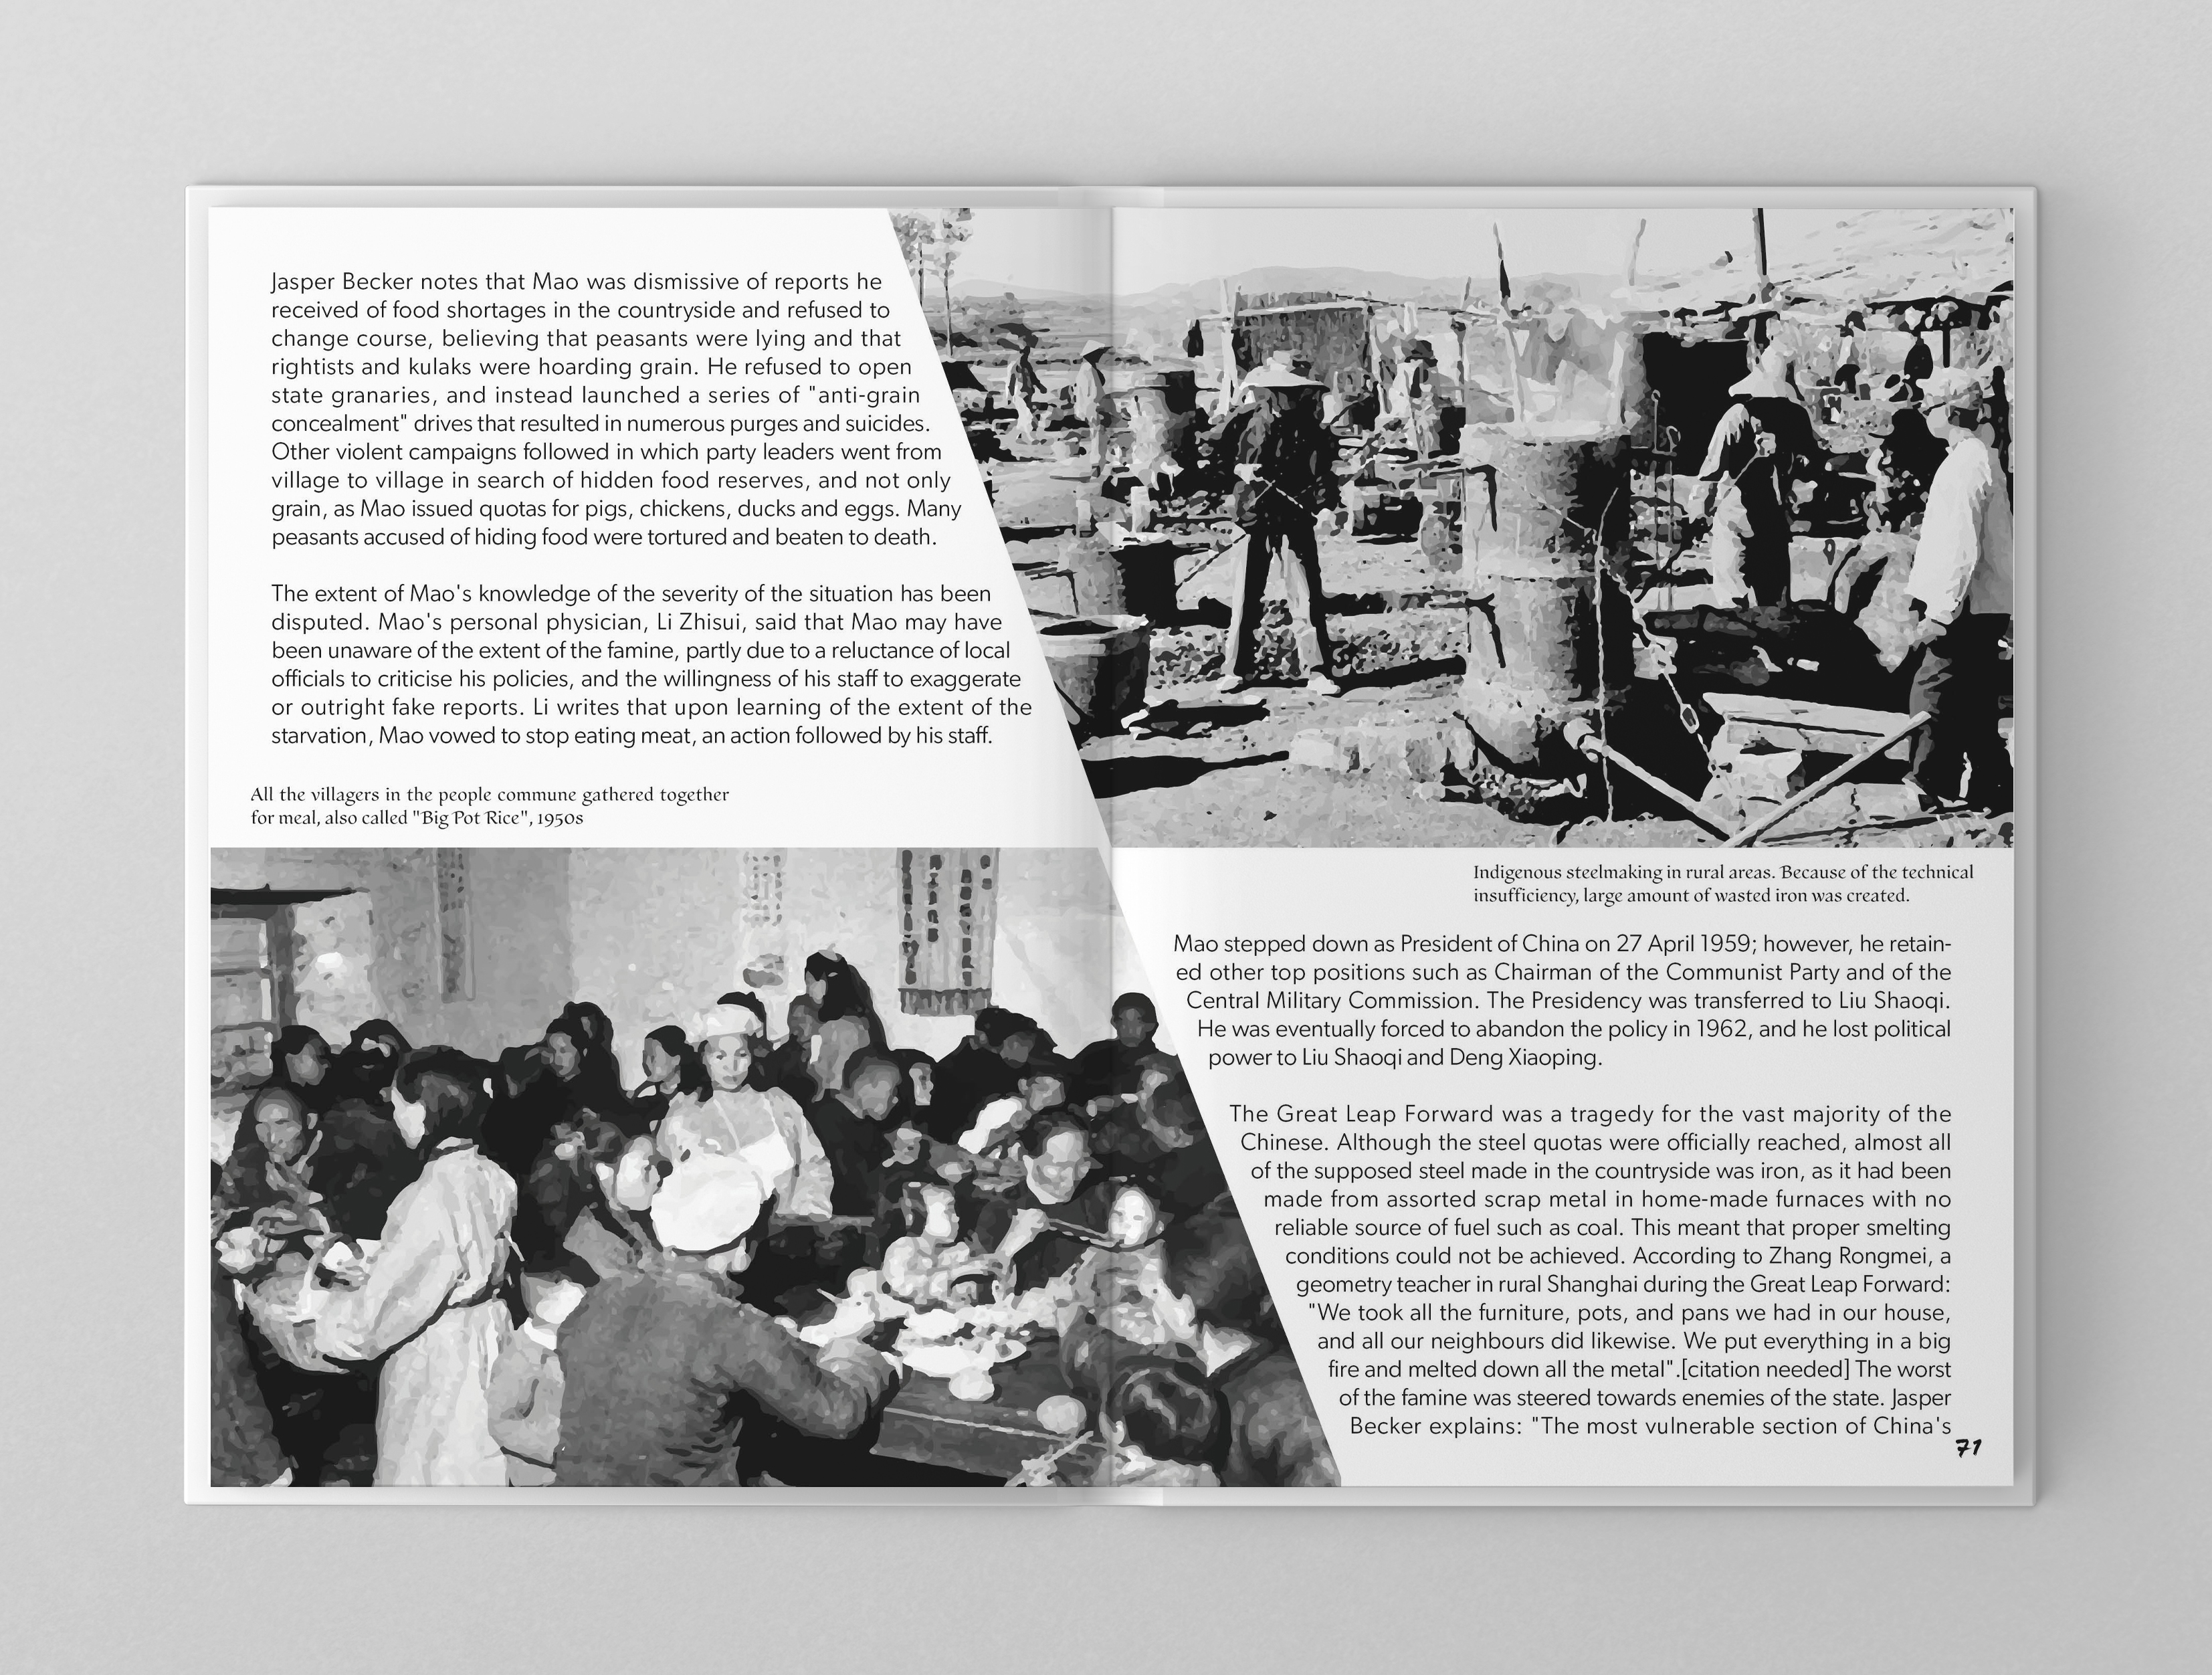 Jasper Becker notes that Mao was dismissive of reports he
received of food shortages in the countryside and refused to
change course, believing that peasants were lying and that
rightists and kulaks were hoarding grain. He refused to open
state granaries, and instead launched a series of "anti-grain
concealment" drives that resulted in numerous purges and suicides.
Other violent campaigns followed in which party leaders went from
village to village in search of hidden food reserves, and not only
grain, as Mao issued quotas for pigs, chickens, ducks and eggs. Many
peasants accused of hiding food were tortured and beaten to death.
The extent of Mao's knowledge of the severity of the situation has been
disputed. Mao's personal physician, Li Zhisui, said that Mao may have
been unaware of the extent of the famine, partly due to a reluctance of local
officials to criticise his policies, and the willingness of his staff to exaggerate
or outright fake reports. Li writes that upon learning of the extent of the
starvation, Mao vowed to stop eating meat, an action followed by his staff.
All the villagers in the people commune gathered together
for meal, also called "Big Pot Rice", 1950s
Indigenous steelmaking in rural areas. Because of the technical
insufficiency, large amount of wasted iron was created.
Mao stepped down as President of China on 27 April 1959; however, he retain-
ed other top positions such as Chairman of the Communist Party and of the
Central Military Commission. The Presidency was transferred to Liu Shaoqi.
He was eventually forced to abandon the policy in 1962, and he lost political
power to Liu Shaoqi and Deng Xiaoping.
The Great Leap Forward was a tragedy for the vast majority of the
Chinese. Although the steel quotas were officially reached, almost all
of the supposed steel made in the countryside was iron, as it had been
made from assorted scrap metal in home-made furnaces with no
reliable source of fuel such as coal. This meant that proper smelting
conditions could not be achieved. According to Zhang Rongmei, a
geometry teacher in rural Shanghai during the Great Leap Forward:
"We took all the furniture, pots, and pans we had in our house,
and all our neighbours did likewise. We put everything in a big
fire and melted down all the metal".[citation needed] The worst
of the famine was steered towards enemies of the state. Jasper
Becker explains: "The most vulnerable section of China's
71